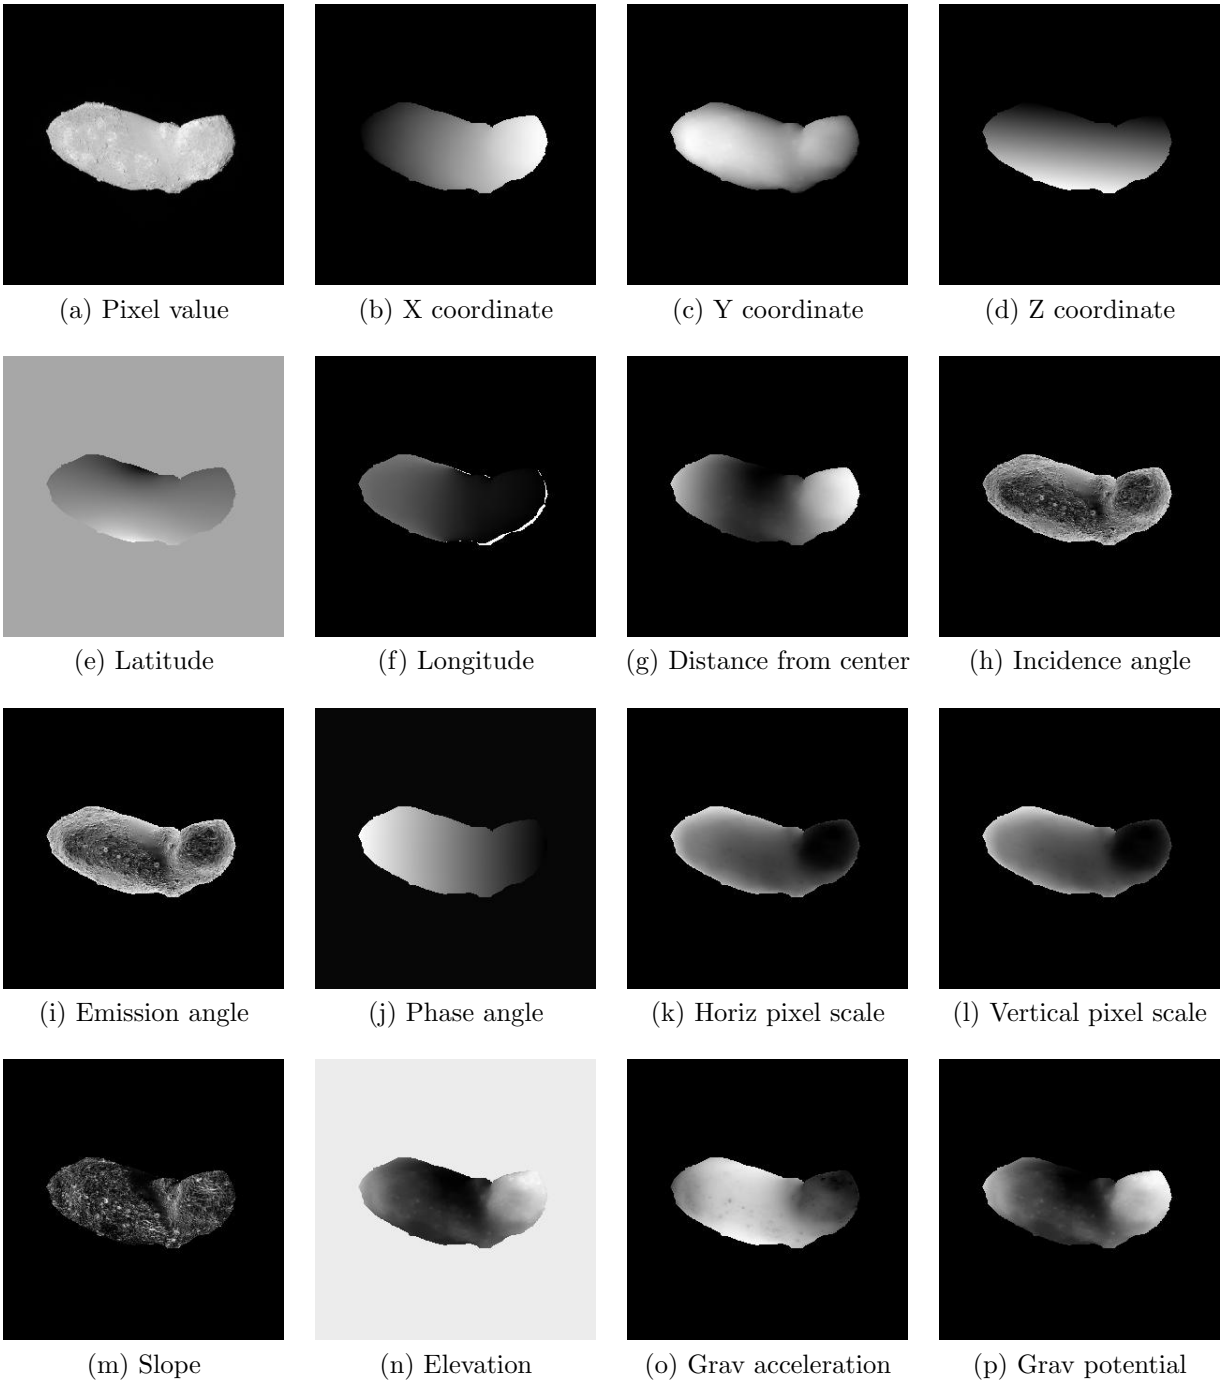 (a) Pixel value
(b) X coordinate
(c) Y coordinate
(d) Z coordinate
(e) Latitude
(f) Longitude
(g) Distance from center
(h) Incidence angle
(i) Emission angle
(j) Phase angle
(k) Horiz pixel scale
(l) Vertical pixel scale
(m) Slope
(n) Elevation
(o) Grav acceleration
(p) Grav potential